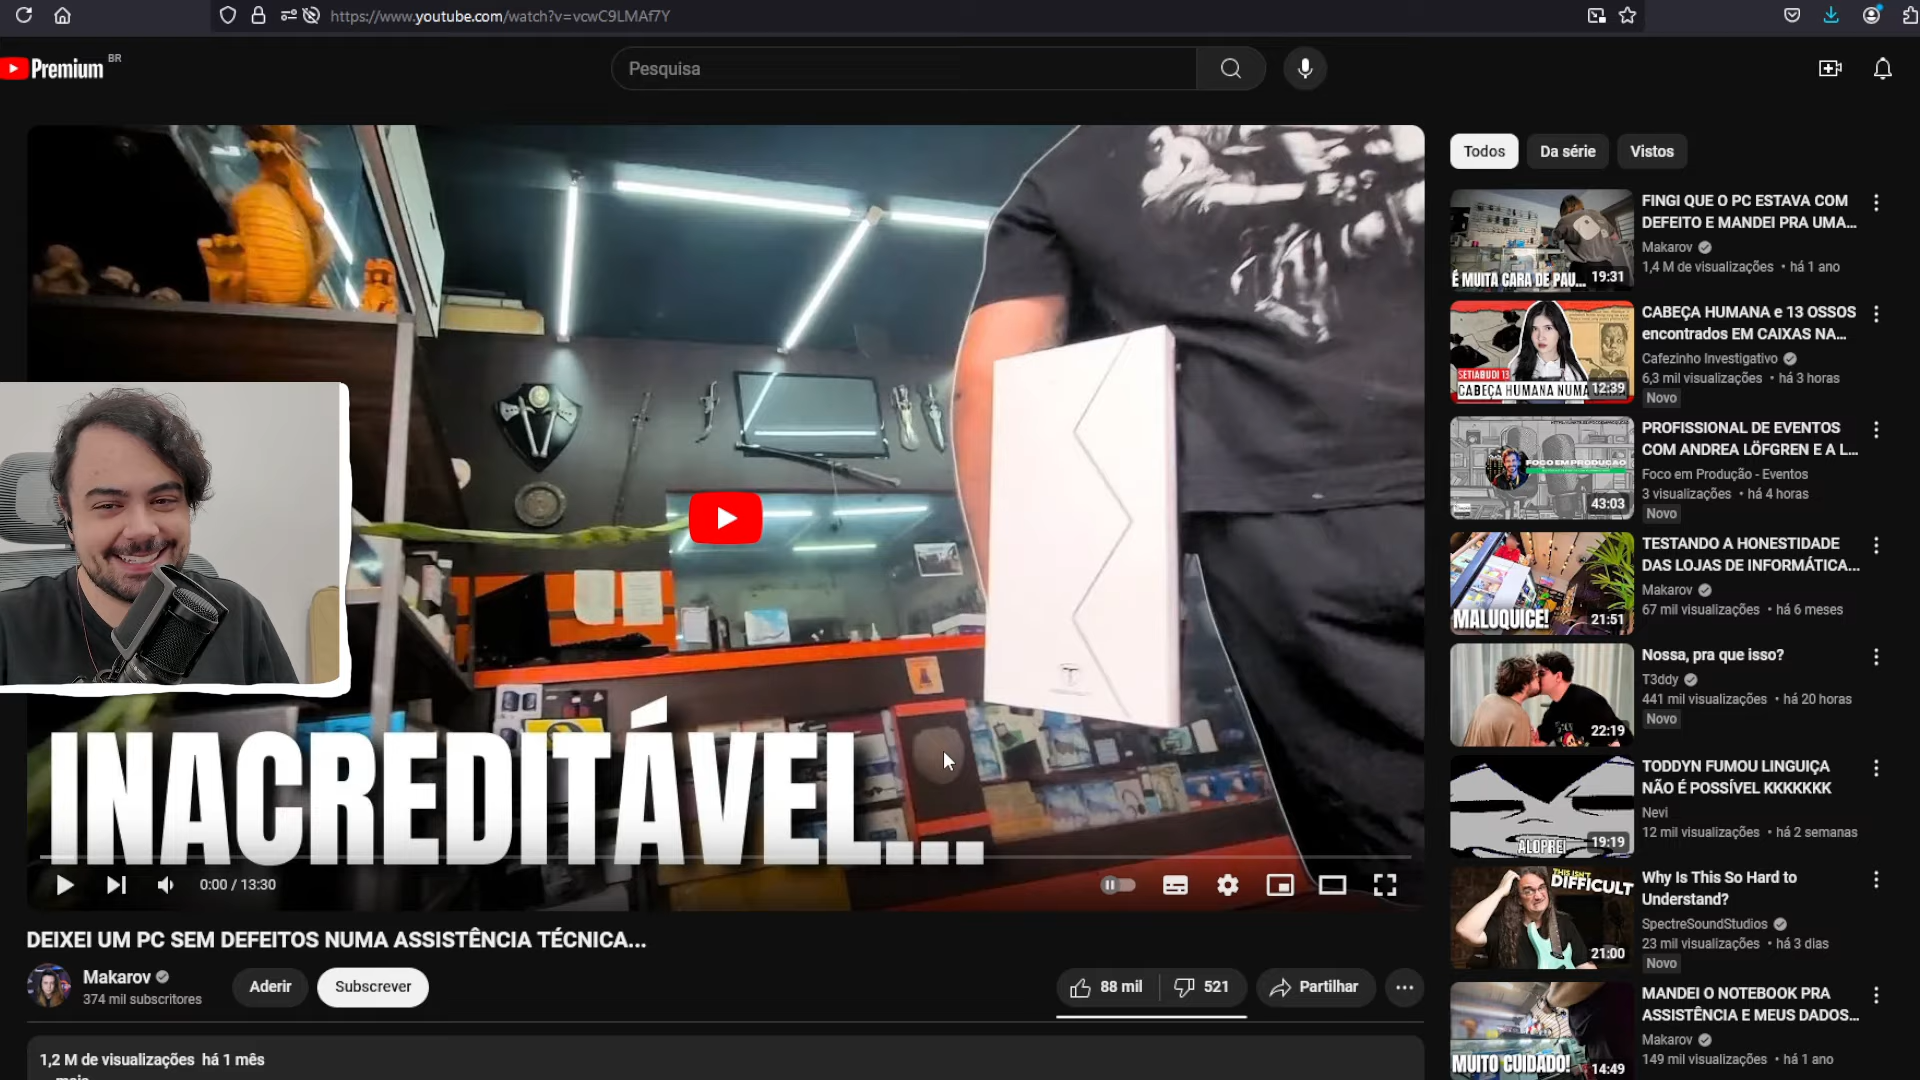 https://www.youtube.com/watch?v=vcwC9LMAf7Y
Premium BR
Pesquisa
INACREDITÁVEL...
0:00 / 13:30
DEIXEI UM PC SEM DEFEITOS NUMA ASSISTÊNCIA TÉCNICA...
Makarov
374 mil subscritores
Aderir
Subscrever
88 mil
521
Partilhar
1,2 M de visualizações há 1 mês
Todos
Da série
Vistos
É MUITA CARA DE PAU...
19:31
FINGI QUE O PC ESTAVA COM
DEFEITO E MANDEI PRA UMA...
Makarov
1,4 M de visualizações • há 1 ano
SETIABUDI 13
CABEÇA HUMANA NUMA
12:39
CABEÇA HUMANA e 13 OSSOS
encontrados EM CAIXAS NA...
Cafezinho Investigativo
6,3 mil visualizações • há 3 horas
Novo
FOCO EM PRODUÇÃO
43:03
PROFISSIONAL DE EVENTOS
COM ANDREA LÖFGREN E A L...
Foco em Produção - Eventos
3 visualizações • há 4 horas
Novo
MALUQUICE!
21:51
TESTANDO A HONESTIDADE
DAS LOJAS DE INFORMÁTICA...
Makarov
67 mil visualizações • há 6 meses
22:19
Nossa, pra que isso?
T3ddy
441 mil visualizações • há 20 horas
Novo
ALOPREI
19:19
TODDYN FUMOU LINGUIÇA
NÃO É POSSÍVEL KKKKKKK
Nevi
12 mil visualizações • há 2 semanas
THIS ISN'T
DIFFICULT
21:00
Why Is This So Hard to
Understand?
SpectreSoundStudios
23 mil visualizações • há 3 dias
Novo
MUITO CUIDADO!
14:49
MANDEI O NOTEBOOK PRA
ASSISTÊNCIA E MEUS DADOS...
Makarov
149 mil visualizações • há 1 ano